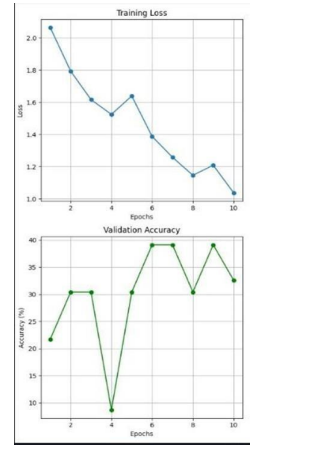 Training Loss
2.0
1.8
1.6
1.4
1.2
1.0
Loss
2 4 6 8 10
Epochs
Validation Accuracy
40
35
30
25
20
15
10
Accuracy (%)
2 4 6 8 10
Epochs